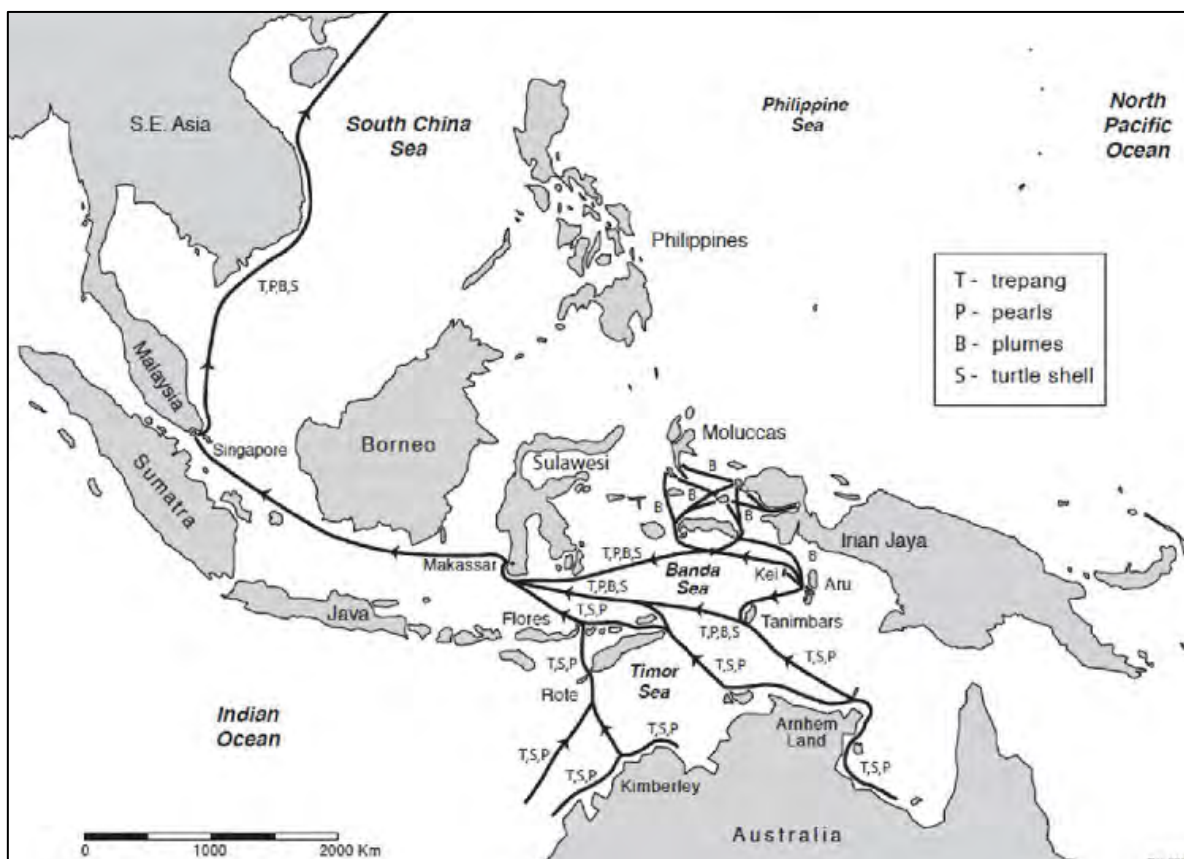 S.E. Asia
South China
Sea
Philippine
Sea
North
Pacific
Ocean
Philippines
T,P,B,S
T - trepang
P - pearls
B - plumes
S - turtle shell
Malaysia
Singapore
Sumatra
Borneo
Sulawesi
Moluccas
B
B
B
B
B
Irian Jaya
Makassar
T,P,B,S
Banda
Sea
Kei
Aru
T,P,B,S
Java
Flores
T,S,P
T,P,B,S
Tanimbars
T,S,P
Timor
Sea
T,S,P
T,S,P
Rote
Indian
Ocean
Arnhem
Land
T,S,P
T,S,P
T,S,P
T,S,P
Kimberley
Australia
0 1000 2000 Km